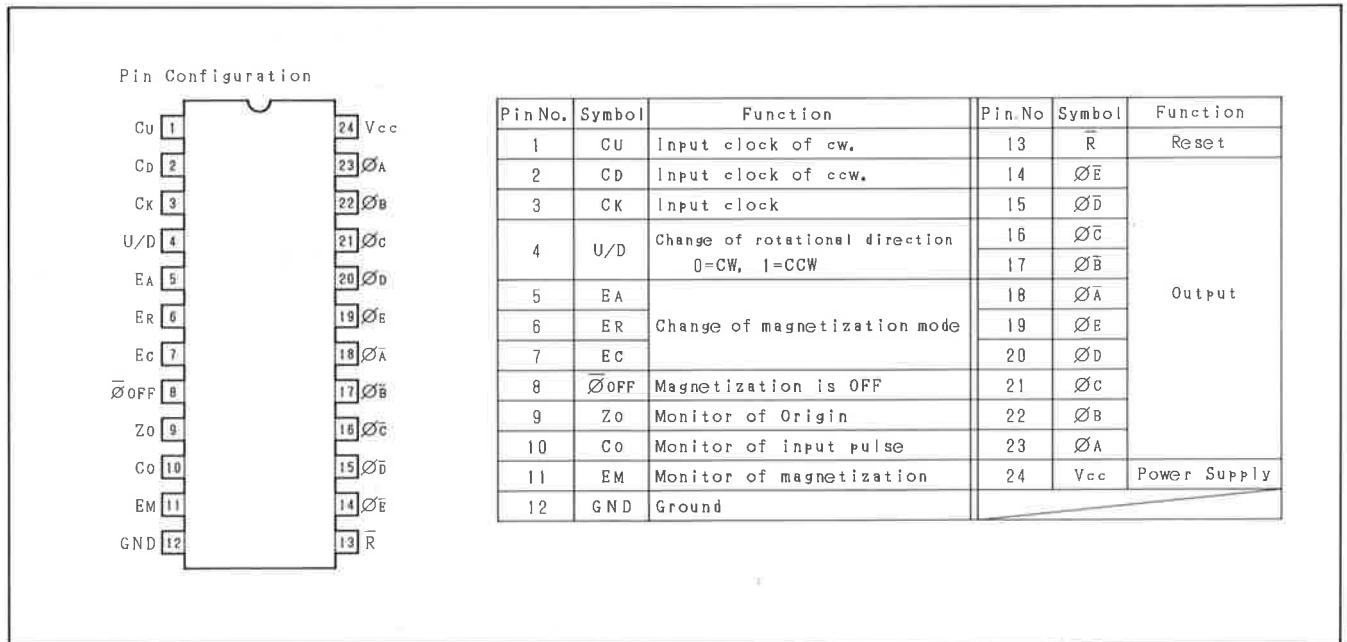 Pin Configuration
CU 1
CD 2
CK 3
U/D 4
EA 5
ER 6
EC 7
Ø̅OFF 8
ZO 9
CO 10
EM 11
GND 12
24 Vcc
23 ØA
22 ØB
21 ØC
20 ØD
19 ØE
18 ØA̅
17 ØB̅
16 ØC̅
15 ØD̅
14 ØE̅
13 R̅
Pin No. Symbol Function Pin No Symbol Function
1 CU Input clock of cw. 13 R̅ Reset
2 CD Input clock of ccw. 14 ØE̅
3 CK Input clock 15 ØD̅
4 U/D Change of rotational direction 16 ØC̅
0=CW, 1=CCW 17 ØB̅
5 EA 18 ØA̅ Output
6 ER Change of magnetization mode 19 ØE
7 EC 20 ØD
8 Ø̅OFF Magnetization is OFF 21 ØC
9 ZO Monitor of Origin 22 ØB
10 CO Monitor of input pulse 23 ØA
11 EM Monitor of magnetization 24 Vcc Power Supply
12 GND Ground